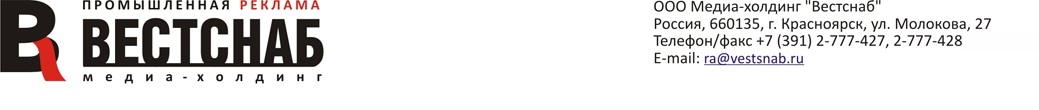 ПРОМЫШЛЕННАЯ РЕКЛАМА
ВЕСТСНАБ
медиа-холдинг
ООО Медиа-холдинг "Вестснаб"
Россия, 660135, г. Красноярск, ул. Молокова, 27
Телефон/факс +7 (391) 2-777-427, 2-777-428
E-mail: ra@vestsnab.ru